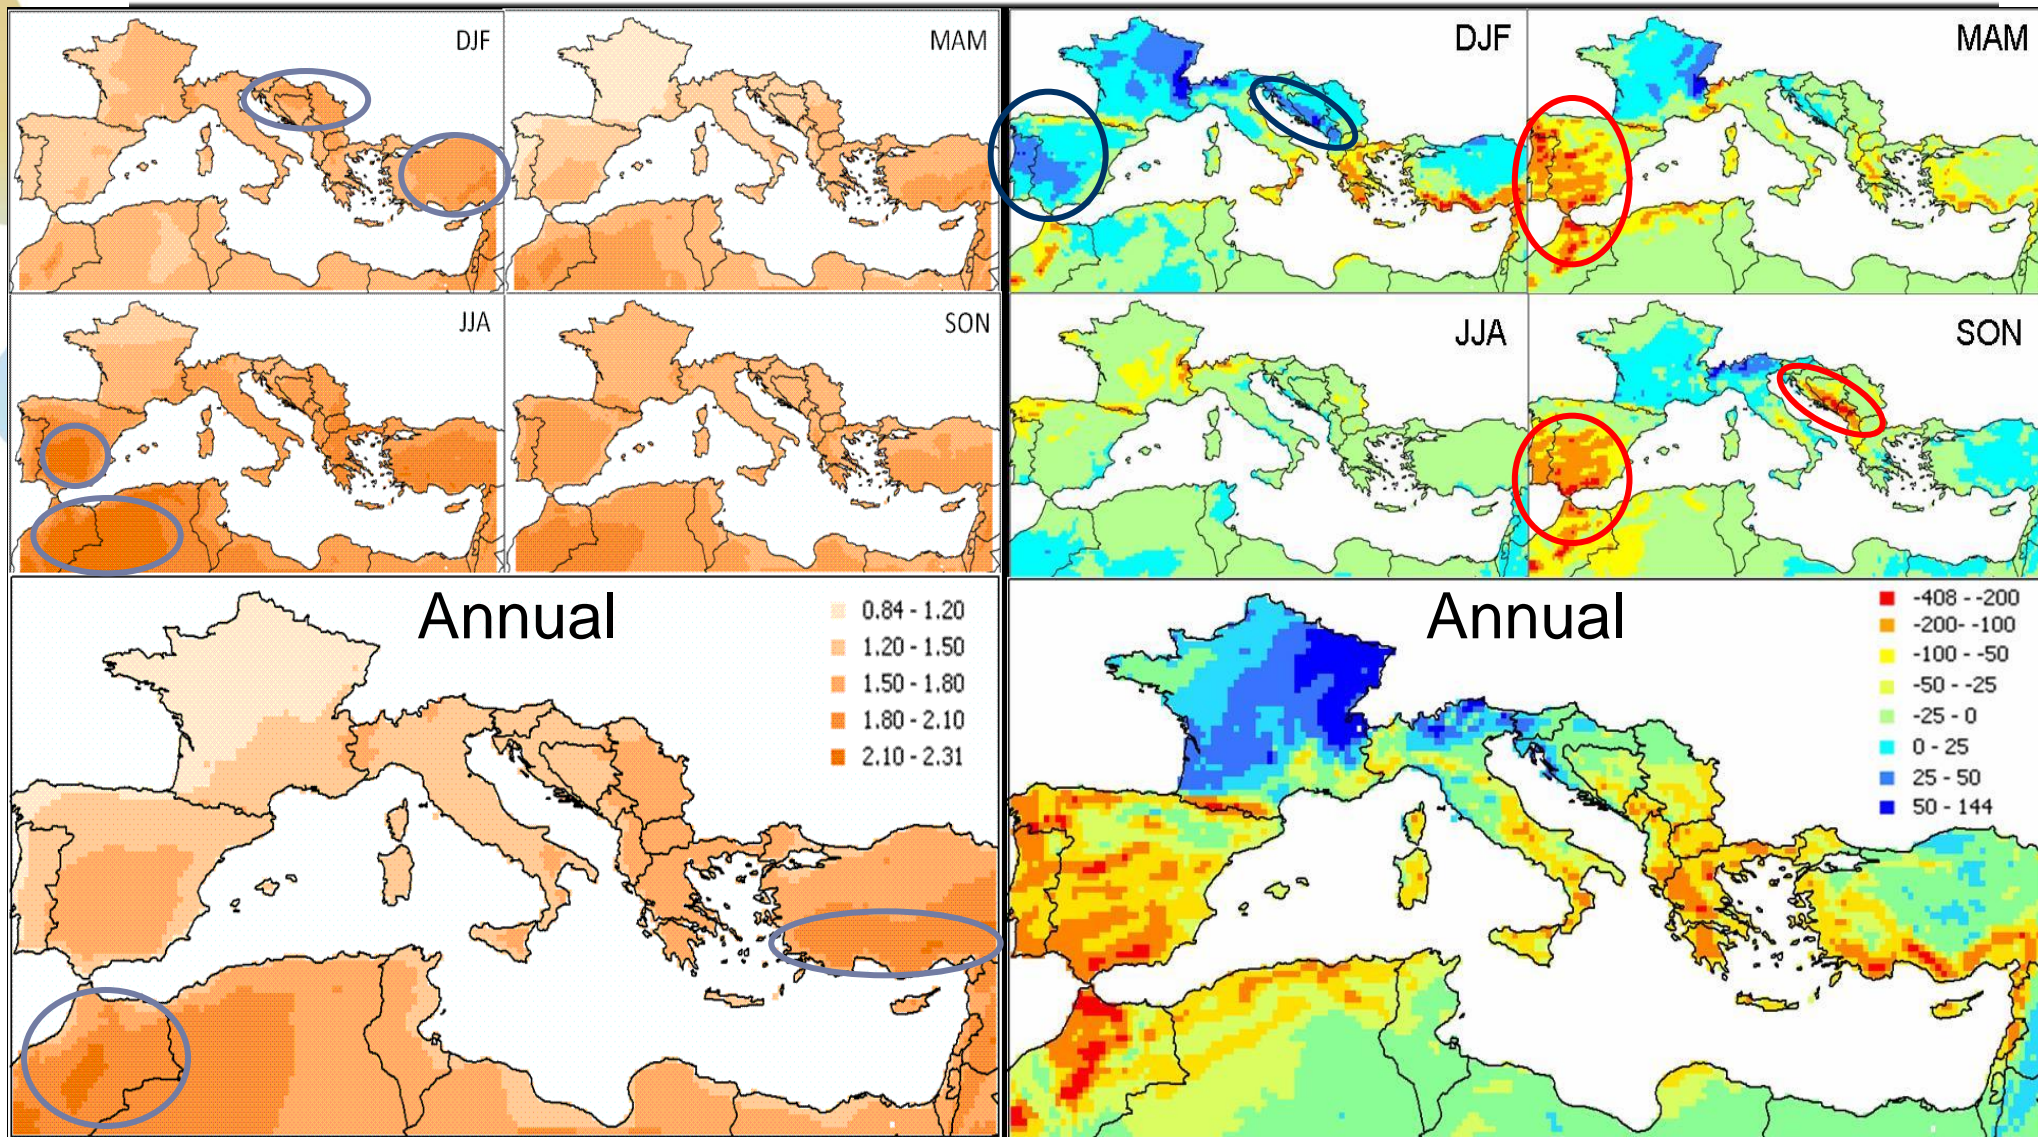 DJF
MAM
JJA
SON
Annual
0.84 - 1.20
1.20 - 1.50
1.50 - 1.80
1.80 - 2.10
2.10 - 2.31
DJF
MAM
JJA
SON
Annual
-408 - -200
-200- -100
-100 - -50
-50 - -25
-25 - 0
0 - 25
25 - 50
50 - 144